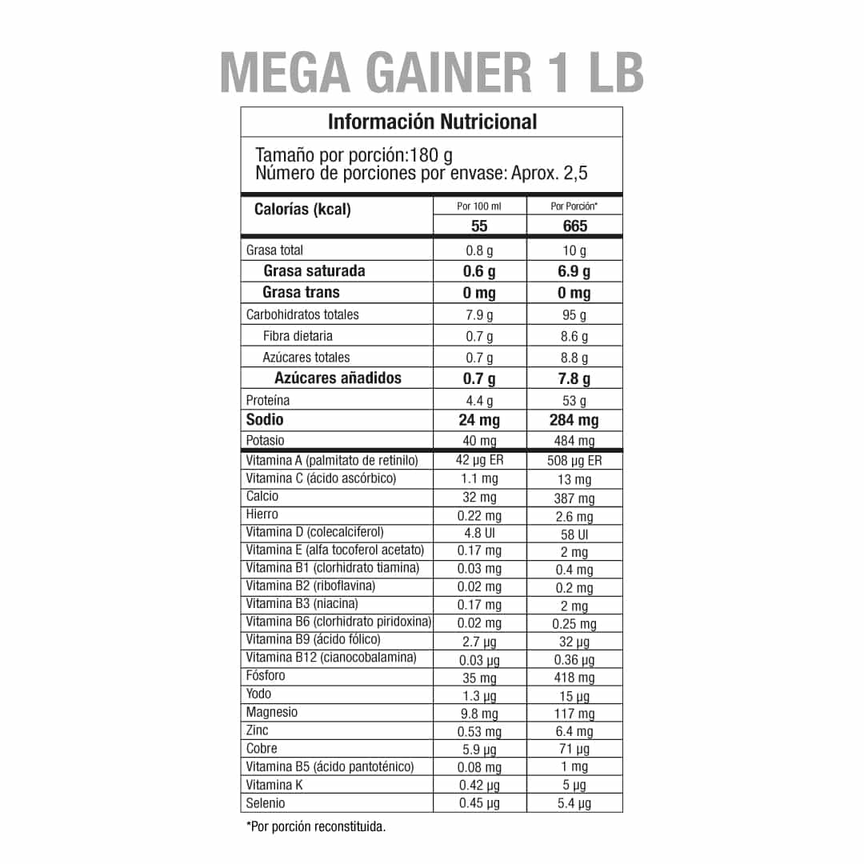 MEGA GAINER 1 LB
Información Nutricional
Tamaño por porción:180 g
Número de porciones por envase: Aprox. 2,5
Calorías (kcal) Por 100 ml Por Porción*
55 665
Grasa total 0.8 g 10 g
Grasa saturada 0.6 g 6.9 g
Grasa trans 0 mg 0 mg
Carbohidratos totales 7.9 g 95 g
Fibra dietaria 0.7 g 8.6 g
Azúcares totales 0.7 g 8.8 g
Azúcares añadidos 0.7 g 7.8 g
Proteína 4.4 g 53 g
Sodio 24 mg 284 mg
Potasio 40 mg 484 mg
Vitamina A (palmitato de retinilo) 42 µg ER 508 µg ER
Vitamina C (ácido ascórbico) 1.1 mg 13 mg
Calcio 32 mg 387 mg
Hierro 0.22 mg 2.6 mg
Vitamina D (colecalciferol) 4.8 UI 58 UI
Vitamina E (alfa tocoferol acetato) 0.17 mg 2 mg
Vitamina B1 (clorhidrato tiamina) 0.03 mg 0.4 mg
Vitamina B2 (riboflavina) 0.02 mg 0.2 mg
Vitamina B3 (niacina) 0.17 mg 2 mg
Vitamina B6 (clorhidrato piridoxina) 0.02 mg 0.25 mg
Vitamina B9 (ácido fólico) 2.7 µg 32 µg
Vitamina B12 (cianocobalamina) 0.03 µg 0.36 µg
Fósforo 35 mg 418 mg
Yodo 1.3 µg 15 µg
Magnesio 9.8 mg 117 mg
Zinc 0.53 mg 6.4 mg
Cobre 5.9 µg 71 µg
Vitamina B5 (ácido pantoténico) 0.08 mg 1 mg
Vitamina K 0.42 µg 5 µg
Selenio 0.45 µg 5.4 µg
*Por porción reconstituida.